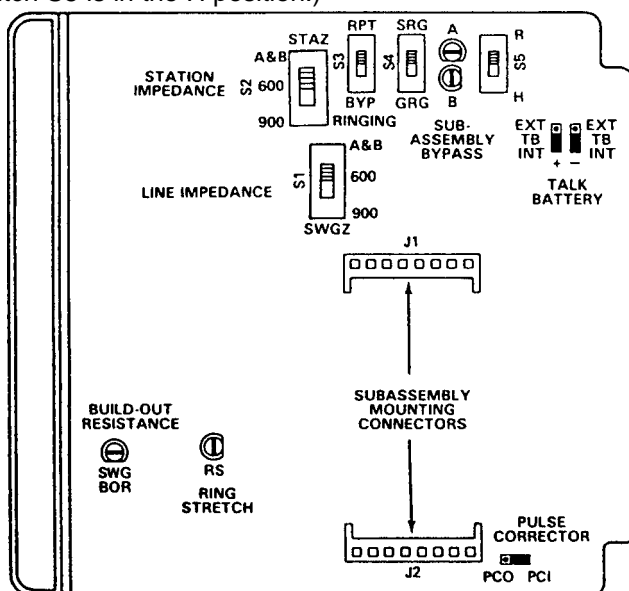 STAZ
A&B
600
900
S2
STATION
IMPEDANCE
RPT
S3
BYP
RINGING
SRG
S4
GRG
A
B
SUB-
ASSEMBLY
BYPASS
R
S5
H
EXT
TB
INT
+
−
EXT
TB
INT
TALK
BATTERY
LINE IMPEDANCE
S1
A&B
600
900
SWGZ
J1
SUBASSEMBLY
MOUNTING
CONNECTORS
BUILD-OUT
RESISTANCE
SWG
BOR
RS
RING
STRETCH
J2
PULSE
CORRECTOR
PCO PCI